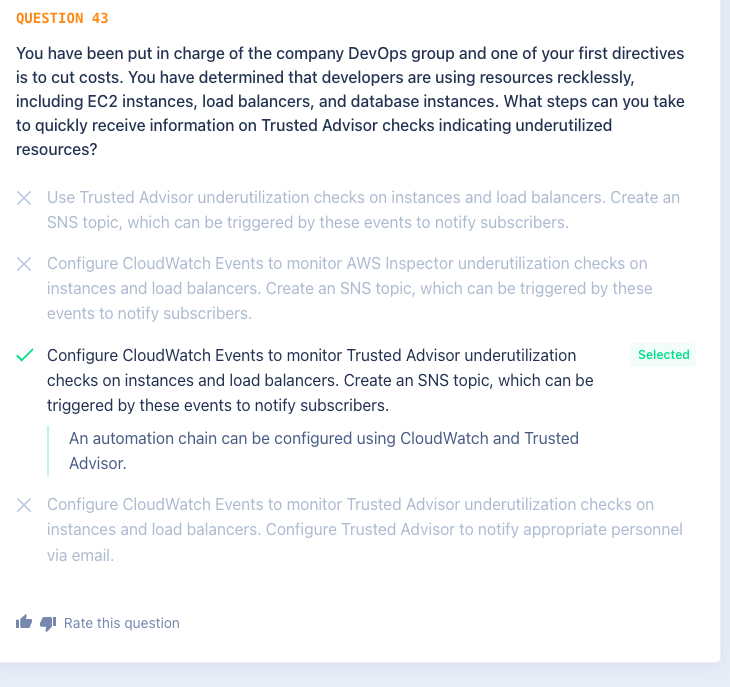 QUESTION 43
You have been put in charge of the company DevOps group and one of your first directives
is to cut costs. You have determined that developers are using resources recklessly,
including EC2 instances, load balancers, and database instances. What steps can you take
to quickly receive information on Trusted Advisor checks indicating underutilized
resources?
Use Trusted Advisor underutilization checks on instances and load balancers. Create an
SNS topic, which can be triggered by these events to notify subscribers.
Configure CloudWatch Events to monitor AWS Inspector underutilization checks on
instances and load balancers. Create an SNS topic, which can be triggered by these
events to notify subscribers.
Configure CloudWatch Events to monitor Trusted Advisor underutilization
Selected
checks on instances and load balancers. Create an SNS topic, which can be
triggered by these events to notify subscribers.
An automation chain can be configured using CloudWatch and Trusted
Advisor.
Configure CloudWatch Events to monitor Trusted Advisor underutilization checks on
instances and load balancers. Configure Trusted Advisor to notify appropriate personnel
via email.
Rate this question